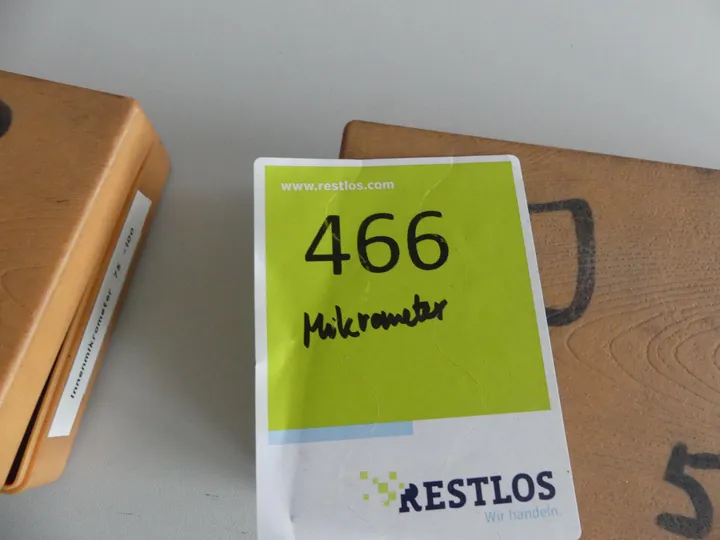 Innenmikrometer 75 -100
www.restlos.com
466
Mikrometer
RESTLOS
Wir handeln.
5